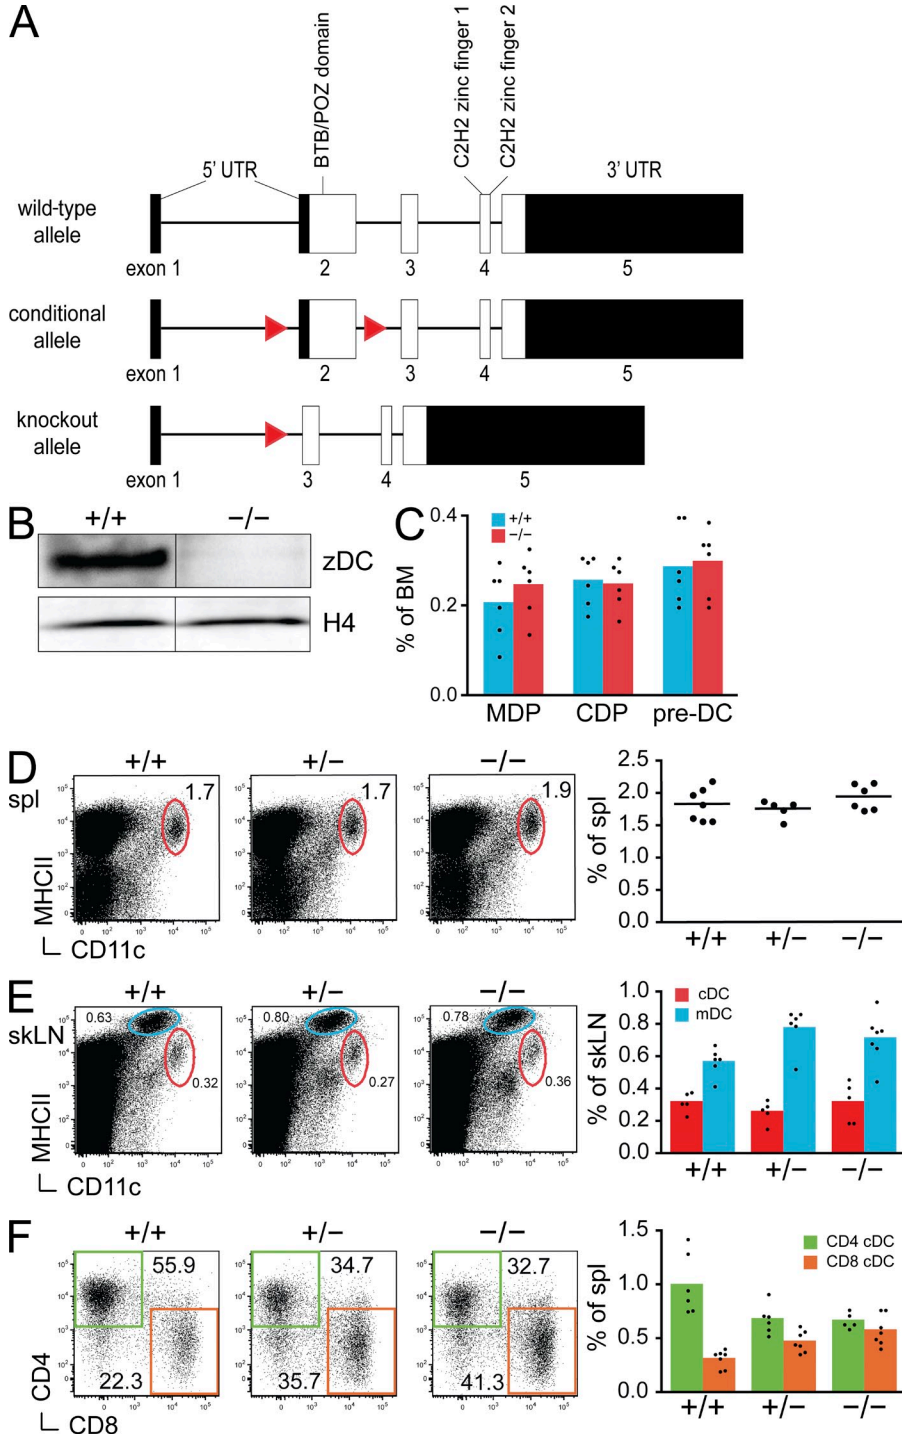 A
BTB/POZ domain
C2H2 zinc finger 1
C2H2 zinc finger 2
5’ UTR
3’ UTR
wild-type
allele
exon 1
2
3
4
5
conditional
allele
exon 1
2
3
4
5
knockout
allele
exon 1
3
4
5
B
+/+
−/−
zDC
H4
C
% of BM
0.4
0.2
0.0
+/+
−/−
MDP
CDP
pre-DC
D
spl
+/+
+/−
−/−
1.7
1.7
1.9
MHCII
CD11c
% of spl
2.5
2.0
1.5
1.0
0.5
0.0
+/+
+/−
−/−
E
skLN
+/+
+/−
−/−
0.63
0.32
0.80
0.27
0.78
0.36
MHCII
CD11c
% of skLN
1.0
0.8
0.6
0.4
0.2
0.0
cDC
mDC
+/+
+/−
−/−
F
+/+
+/−
−/−
55.9
22.3
34.7
35.7
32.7
41.3
CD4
CD8
% of spl
1.5
1.0
0.5
0.0
CD4 cDC
CD8 cDC
+/+
+/−
−/−